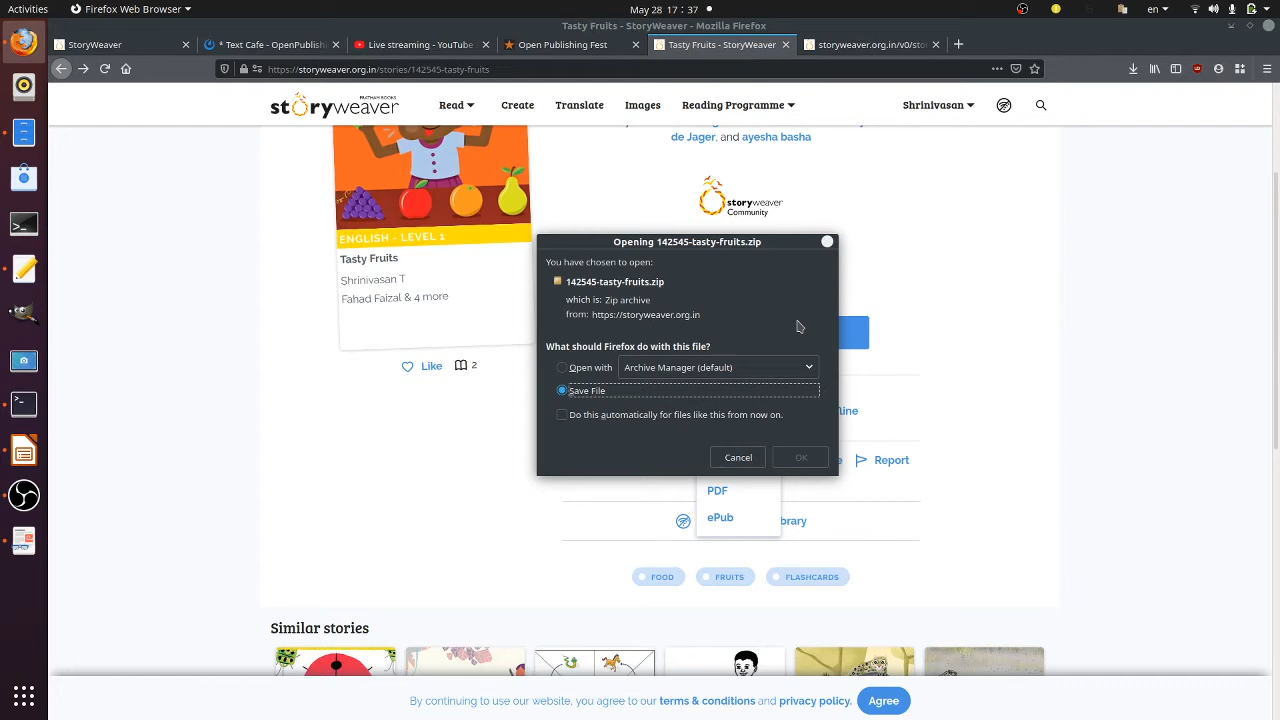 Activities
Firefox Web Browser
May 28 17:37
en
Tasty Fruits - StoryWeaver - Mozilla Firefox
StoryWeaver
* Text Cafe - OpenPublishin
Live streaming - YouTube
Open Publishing Fest
Tasty Fruits - StoryWeaver
storyweaver.org.in/v0/sto
https://storyweaver.org.in/stories/142545-tasty-fruits
PRATHAM BOOKS
storyweaver
Read
Create
Translate
Images
Reading Programme
Shrinivasan
de Jager, and ayesha basha
storyweaver
Community
ENGLISH - LEVEL 1
Tasty Fruits
Shrinivasan T
Fahad Faizal & 4 more
Like
2
Opening 142545-tasty-fruits.zip
You have chosen to open:
142545-tasty-fruits.zip
which is: Zip archive
from: https://storyweaver.org.in
What should Firefox do with this file?
Open with
Archive Manager (default)
Save File
Do this automatically for files like this from now on.
Cancel
OK
line
Report
PDF
ePub
brary
FOOD
FRUITS
FLASHCARDS
Similar stories
By continuing to use our website, you agree to our terms & conditions and privacy policy.
Agree